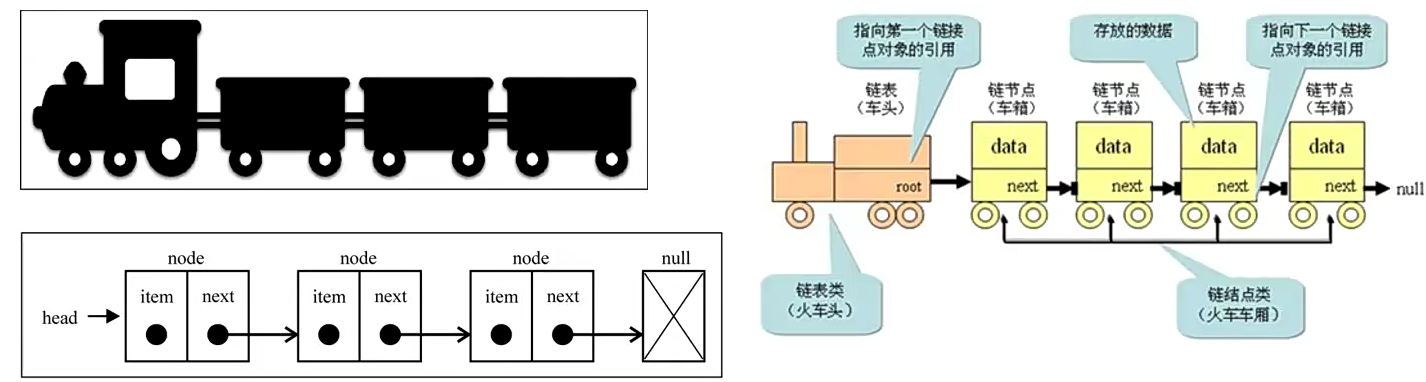 node
node
node
null
item
next
item
next
item
next
head
指向第一个链接
点对象的引用
存放的数据
指向下一个链接
点对象的引用
链表
（车头）
链节点
（车箱）
链节点
（车箱）
链节点
（车箱）
链节点
（车箱）
data
data
data
data
root
next
next
next
next
null
链表类
（火车头）
链结点类
（火车车厢）